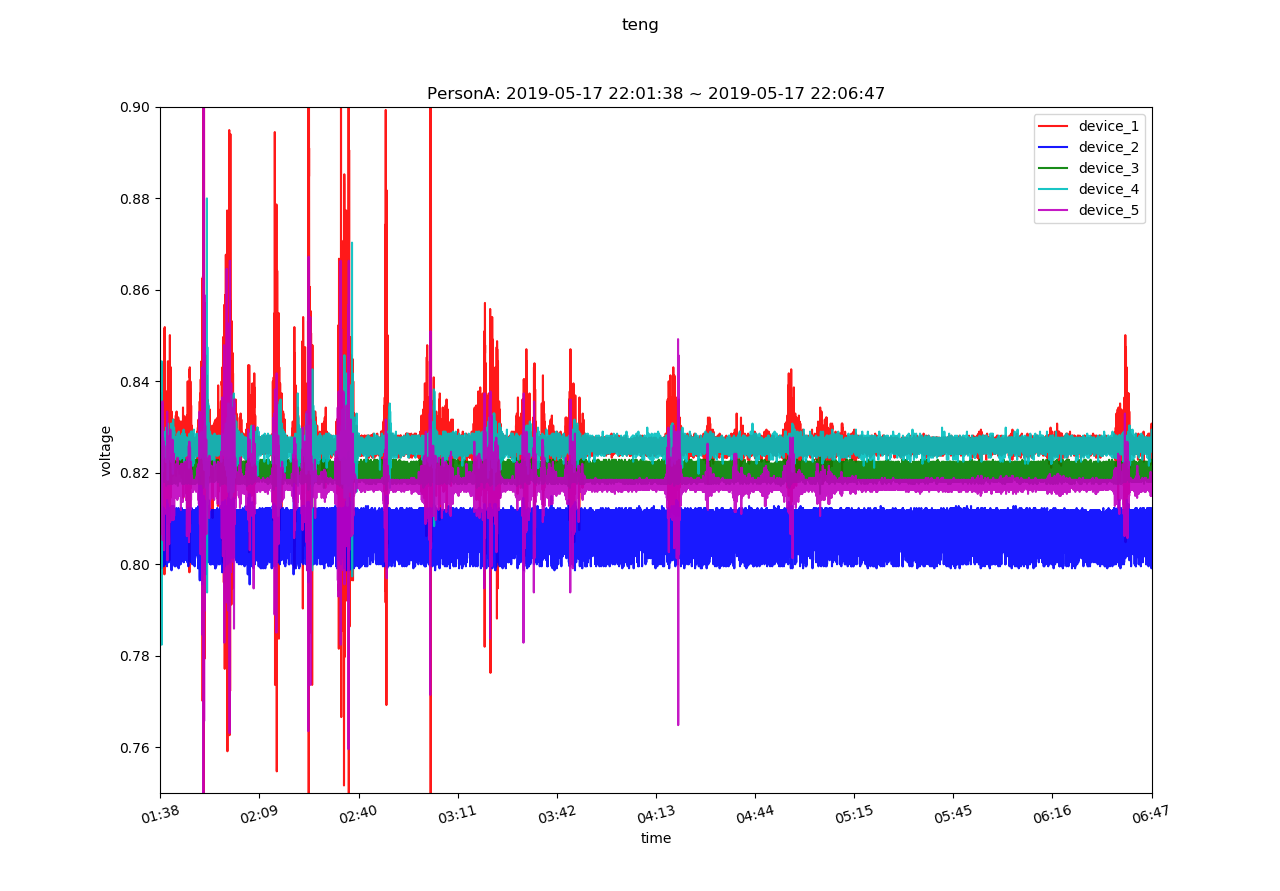 teng
PersonA: 2019-05-17 22:01:38 ~ 2019-05-17 22:06:47
0.90
0.88
0.86
0.84
0.82
0.80
0.78
0.76
voltage
device_1
device_2
device_3
device_4
device_5
01:38 02:09 02:40 03:11 03:42 04:13 04:44 05:15 05:45 06:16 06:47
time